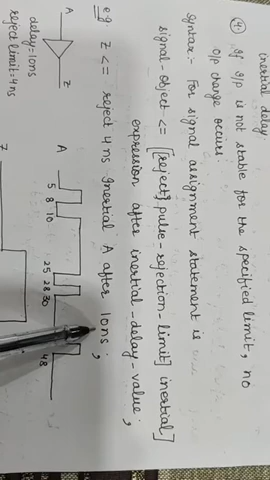 inertial delay
④ if i/p is not stable for the specified limit, no
o/p change occurs
Syntax:- For signal assignment statement is
signal-object <= [[reject] pulse-rejection-limit] inertial]
expression after inertial-delay-value;
eg Z <= reject 4ns Inertial A after 10ns;
A Z
delay=10ns
reject limit=4ns
A
5 8 10 25 28 30 48
Z